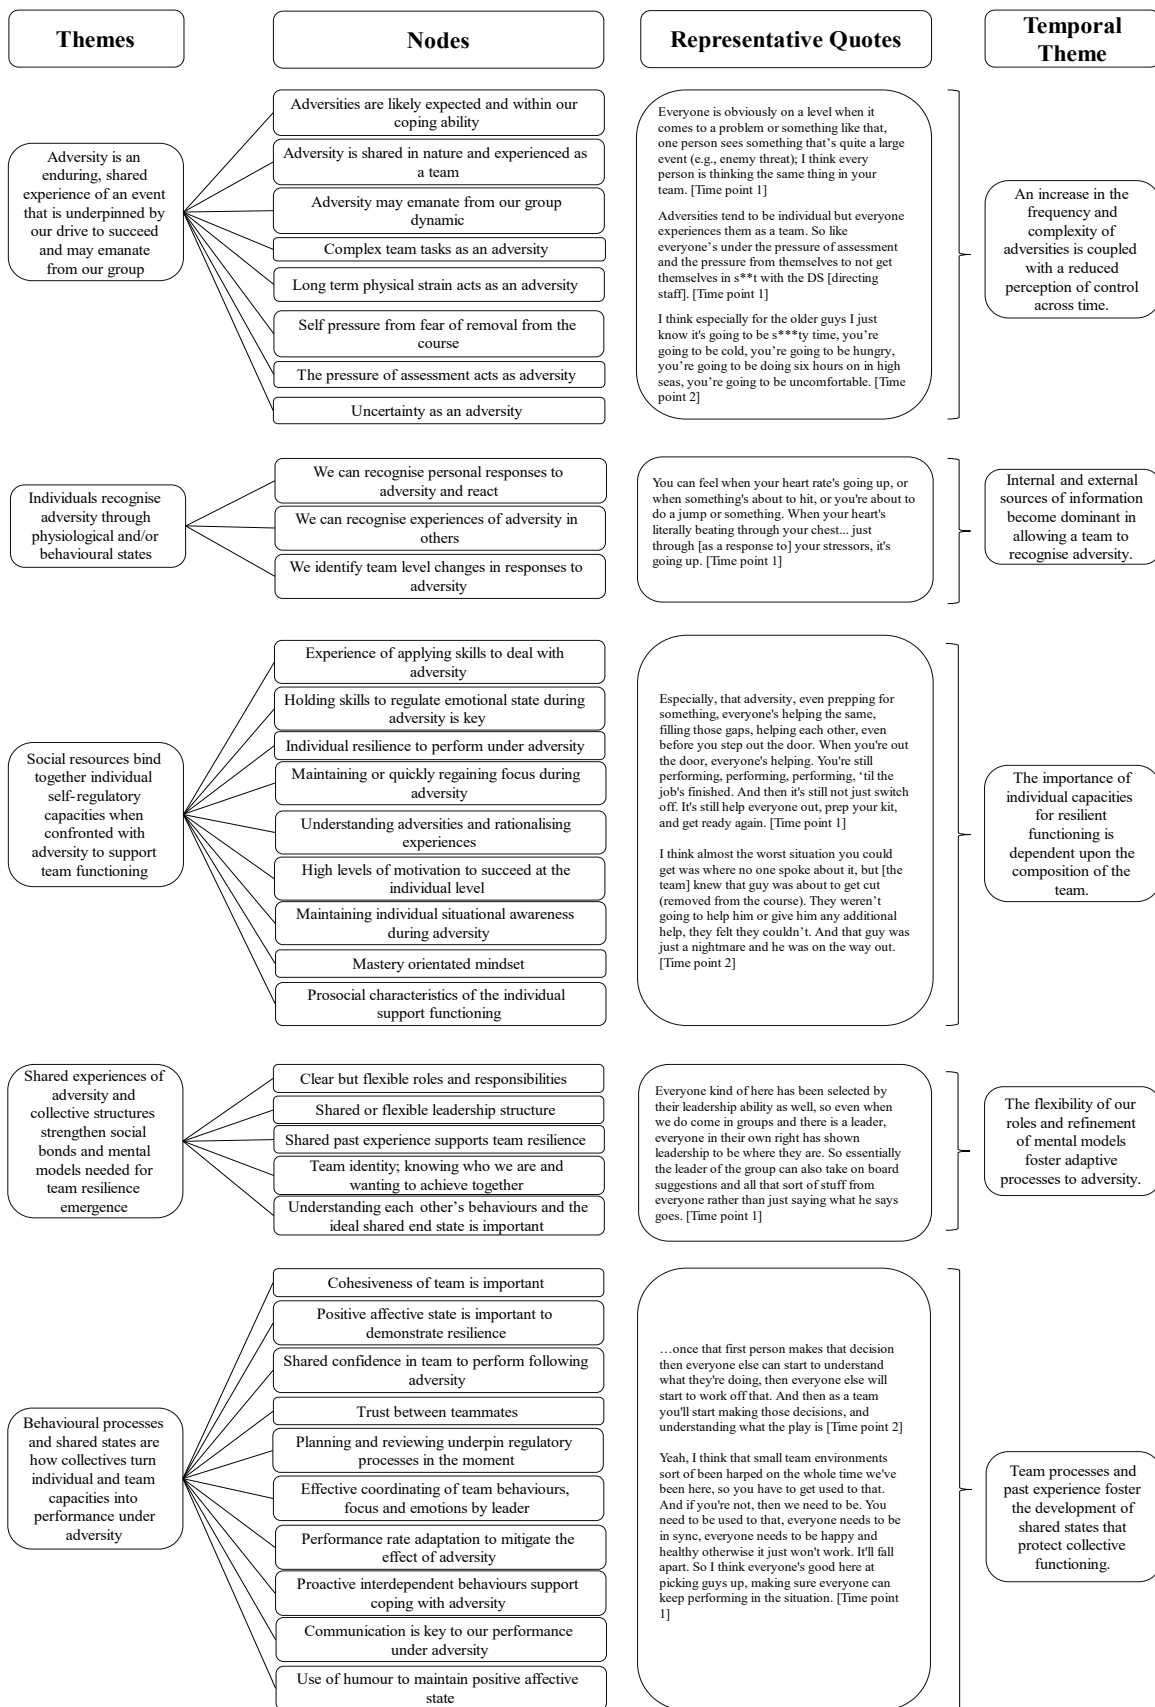 Themes
Nodes
Representative Quotes
Temporal
Theme
Adversity is an
enduring, shared
experience of an event
that is underpinned by
our drive to succeed
and may emanate
from our group
Adversities are likely expected and within our
coping ability
Adversity is shared in nature and experienced as
a team
Adversity may emanate from our group
dynamic
Complex team tasks as an adversity
Long term physical strain acts as an adversity
Self pressure from fear of removal from the
course
The pressure of assessment acts as adversity
Uncertainty as an adversity
Everyone is obviously on a level when it
comes to a problem or something like that,
one person sees something that's quite a large
event (e.g., enemy threat); I think every
person is thinking the same thing in your
team. [Time point 1]
Adversities tend to be individual but everyone
experiences them as a team. So like
everyone's under the pressure of assessment
and the pressure from themselves to not get
themselves in s**t with the DS [directing
staff]. [Time point 1]
I think especially for the older guys I just
know it's going to be s***ty time, you're
going to be cold, you're going to be hungry,
you're going to be doing six hours on in high
seas, you're going to be uncomfortable. [Time
point 2]
An increase in the
frequency and
complexity of
adversities is coupled
with a reduced
perception of control
across time.
Individuals recognise
adversity through
physiological and/or
behavioural states
We can recognise personal responses to
adversity and react
We can recognise experiences of adversity in
others
We identify team level changes in responses to
adversity
You can feel when your heart rate's going up, or
when something's about to hit, or you're about to
do a jump or something. When your heart's
literally beating through your chest... just
through [as a response to] your stressors, it's
going up. [Time point 1]
Internal and external
sources of information
become dominant in
allowing a team to
recognise adversity.
Social resources bind
together individual
self-regulatory
capacities when
confronted with
adversity to support
team functioning
Experience of applying skills to deal with
adversity
Holding skills to regulate emotional state during
adversity is key
Individual resilience to perform under adversity
Maintaining or quickly regaining focus during
adversity
Understanding adversities and rationalising
experiences
High levels of motivation to succeed at the
individual level
Maintaining individual situational awareness
during adversity
Mastery orientated mindset
Prosocial characteristics of the individual
support functioning
Especially, that adversity, even prepping for
something, everyone's helping the same,
filling those gaps, helping each other, even
before you step out the door. When you're out
the door, everyone's helping. You're still
performing, performing, performing, ‘til the
job's finished. And then it's still not just switch
off. It's still help everyone out, prep your kit,
and get ready again. [Time point 1]
I think almost the worst situation you could
get was where no one spoke about it, but [the
team] knew that guy was about to get cut
(removed from the course). They weren't
going to help him or give him any additional
help, they felt they couldn't. And that guy was
just a nightmare and he was on the way out.
[Time point 2]
The importance of
individual capacities
for resilient
functioning is
dependent upon the
composition of the
team.
Shared experiences of
adversity and
collective structures
strengthen social
bonds and mental
models needed for
team resilience
emergence
Clear but flexible roles and responsibilities
Shared or flexible leadership structure
Shared past experience supports team resilience
Team identity; knowing who we are and
wanting to achieve together
Understanding each other's behaviours and the
ideal shared end state is important
Everyone kind of here has been selected by
their leadership ability as well, so even when
we do come in groups and there is a leader,
everyone in their own right has shown
leadership to be where they are. So essentially
the leader of the group can also take on board
suggestions and all that sort of stuff from
everyone rather than just saying what he says
goes. [Time point 1]
The flexibility of our
roles and refinement
of mental models
foster adaptive
processes to adversity.
Behavioural processes
and shared states are
how collectives turn
individual and team
capacities into
performance under
adversity
Cohesiveness of team is important
Positive affective state is important to
demonstrate resilience
Shared confidence in team to perform following
adversity
Trust between teammates
Planning and reviewing underpin regulatory
processes in the moment
Effective coordinating of team behaviours,
focus and emotions by leader
Performance rate adaptation to mitigate the
effect of adversity
Proactive interdependent behaviours support
coping with adversity
Communication is key to our performance
under adversity
Use of humour to maintain positive affective
state
…once that first person makes that decision
then everyone else can start to understand
what they're doing, then everyone else will
start to work off that. And then as a team
you'll start making those decisions, and
understanding what the play is [Time point 2]
Yeah, I think that small team environments
sort of been harped on the whole time we've
been here, so you have to get used to that.
And if you're not, then we need to be. You
need to be used to that, everyone needs to be
in sync, everyone needs to be happy and
healthy otherwise it just won't work. It'll fall
apart. So I think everyone's good here at
picking guys up, making sure everyone can
keep performing in the situation. [Time point
1]
Team processes and
past experience foster
the development of
shared states that
protect collective
functioning.